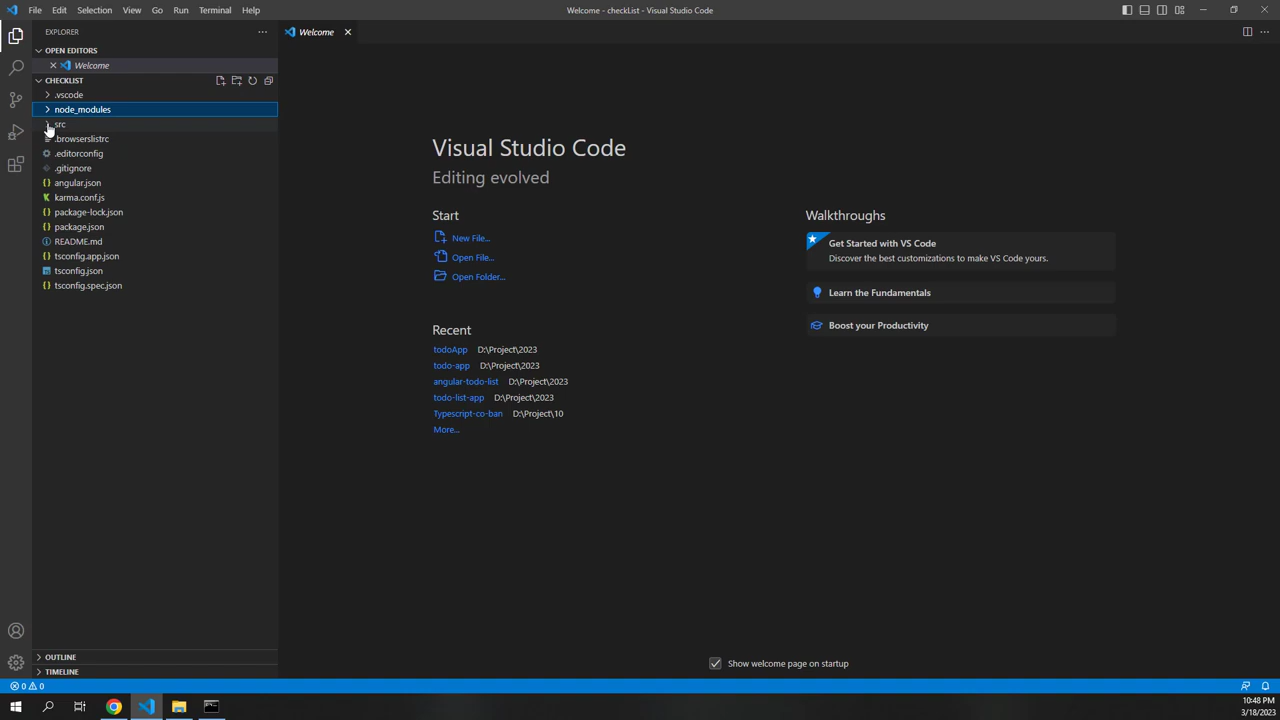 File Edit Selection View Go Run Terminal Help
Welcome - checkList - Visual Studio Code
EXPLORER
Welcome
OPEN EDITORS
Welcome
CHECKLIST
.vscode
node_modules
src
.browserslistrc
.editorconfig
.gitignore
angular.json
karma.conf.js
package-lock.json
package.json
README.md
tsconfig.app.json
tsconfig.json
tsconfig.spec.json
Visual Studio Code
Editing evolved
Start
New File...
Open File...
Open Folder...
Recent
todoApp D:\Project\2023
todo-app D:\Project\2023
angular-todo-list D:\Project\2023
todo-list-app D:\Project\2023
Typescript-co-ban D:\Project\10
More...
Walkthroughs
Get Started with VS Code
Discover the best customizations to make VS Code yours.
Learn the Fundamentals
Boost your Productivity
Show welcome page on startup
OUTLINE
TIMELINE
0 0
10:48 PM
3/18/2023